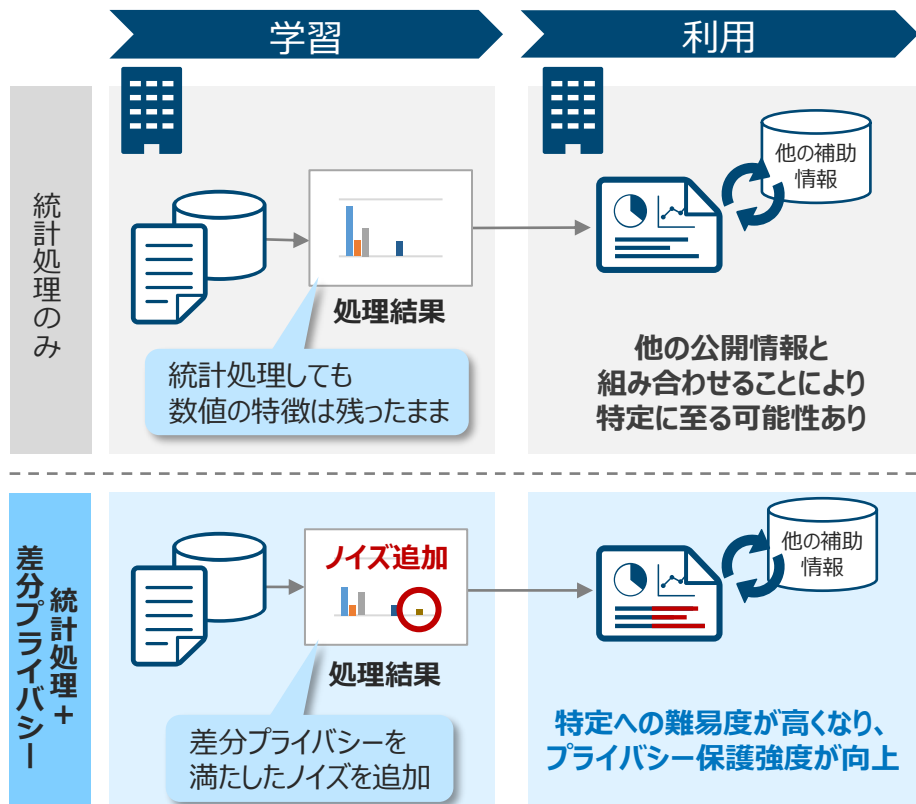 学習
利用
統計処理のみ
処理結果
統計処理しても
数値の特徴は残ったまま
他の補助
情報
他の公開情報と
組み合わせることにより
特定に至る可能性あり
統計処理+
差分プライバシー
ノイズ追加
処理結果
差分プライバシーを
満たしたノイズを追加
他の補助
情報
特定への難易度が高くなり、
プライバシー保護強度が向上